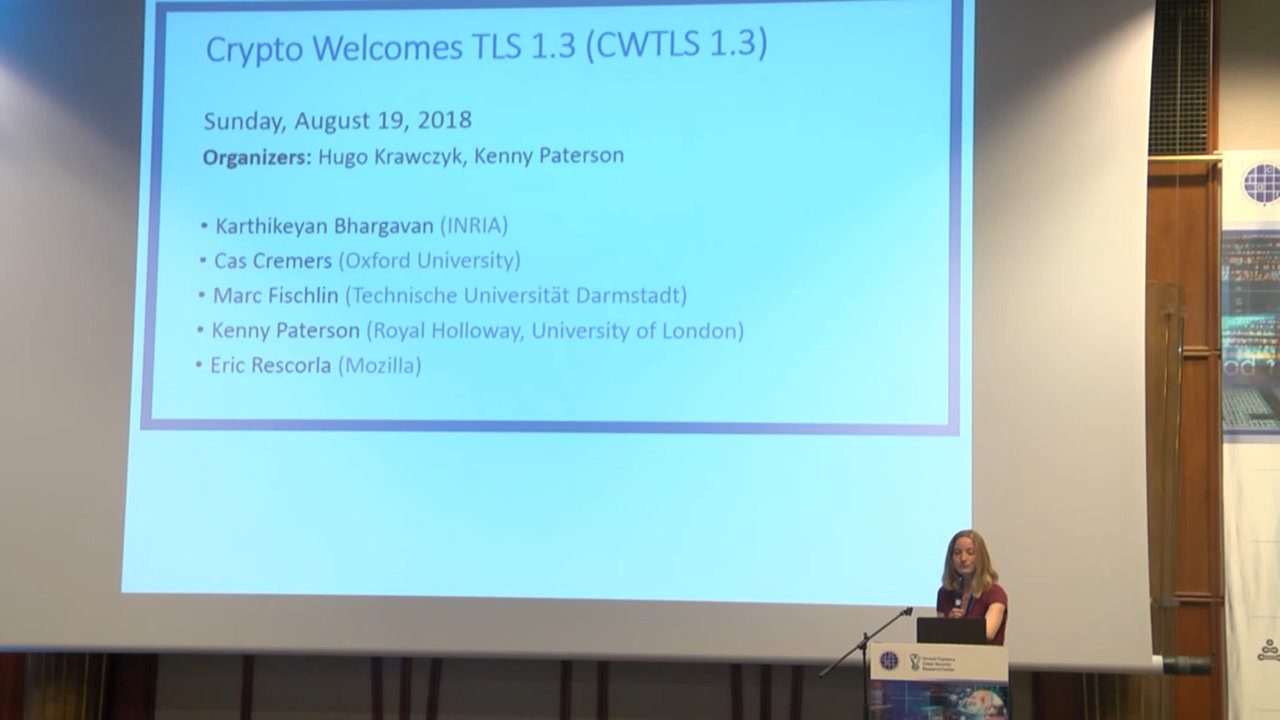 Crypto Welcomes TLS 1.3 (CWTLS 1.3)
Sunday, August 19, 2018
Organizers: Hugo Krawczyk, Kenny Paterson
• Karthikeyan Bhargavan (INRIA)
• Cas Cremers (Oxford University)
• Marc Fischlin (Technische Universität Darmstadt)
• Kenny Paterson (Royal Holloway, University of London)
• Eric Rescorla (Mozilla)